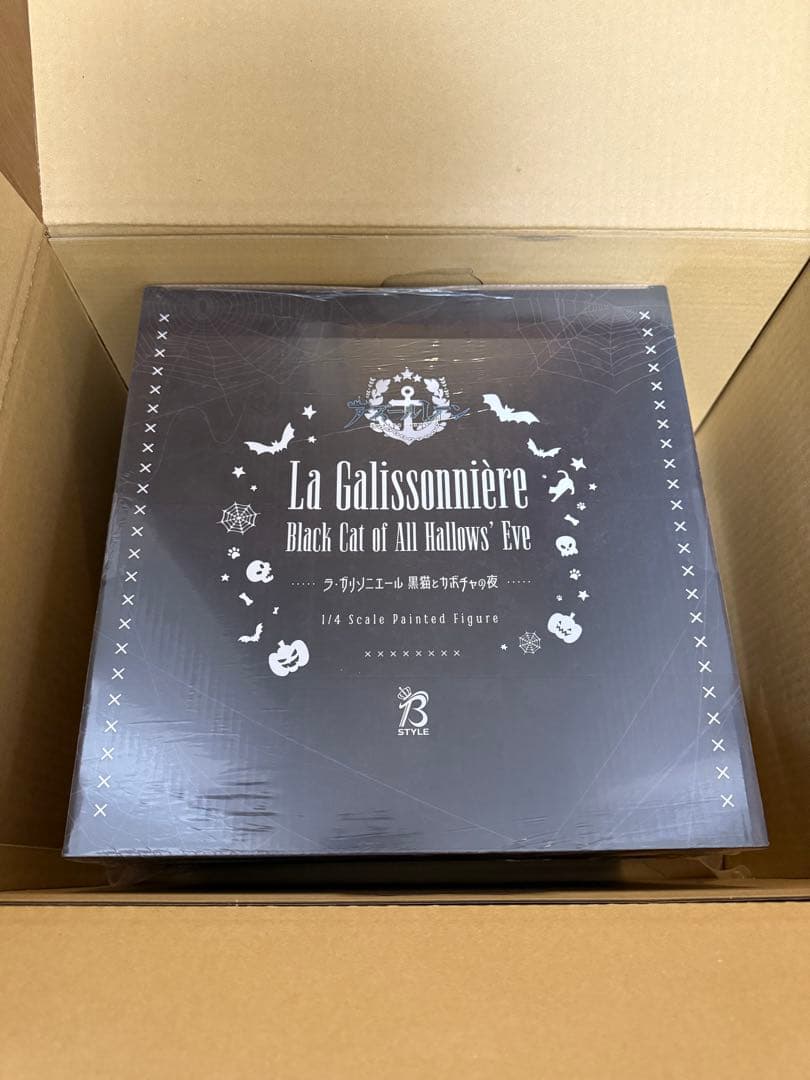 アズールレーン
La Galissonnière
Black Cat of All Hallows' Eve
ラ・ガリソニエール 黒猫とカボチャの夜
1/4 Scale Painted Figure
B
STYLE